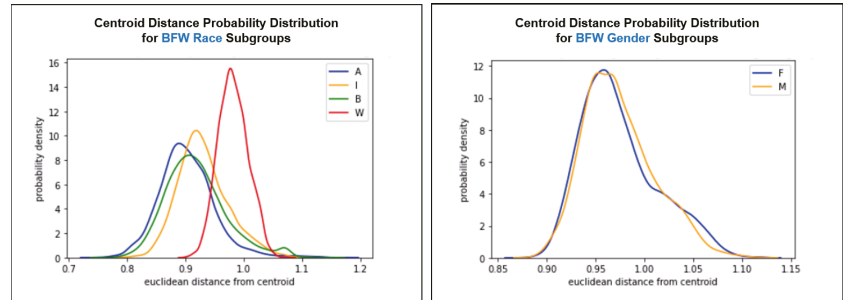 Centroid Distance Probability Distribution
for BFW Race Subgroups
16
14
12
10
8
6
4
2
0
probability density
0.7 0.8 0.9 1.0 1.1 1.2
euclidean distance from centroid
A
I
B
W
Centroid Distance Probability Distribution
for BFW Gender Subgroups
12
10
8
6
4
2
0
probability density
0.85 0.90 0.95 1.00 1.05 1.10 1.15
euclidean distance from centroid
F
M